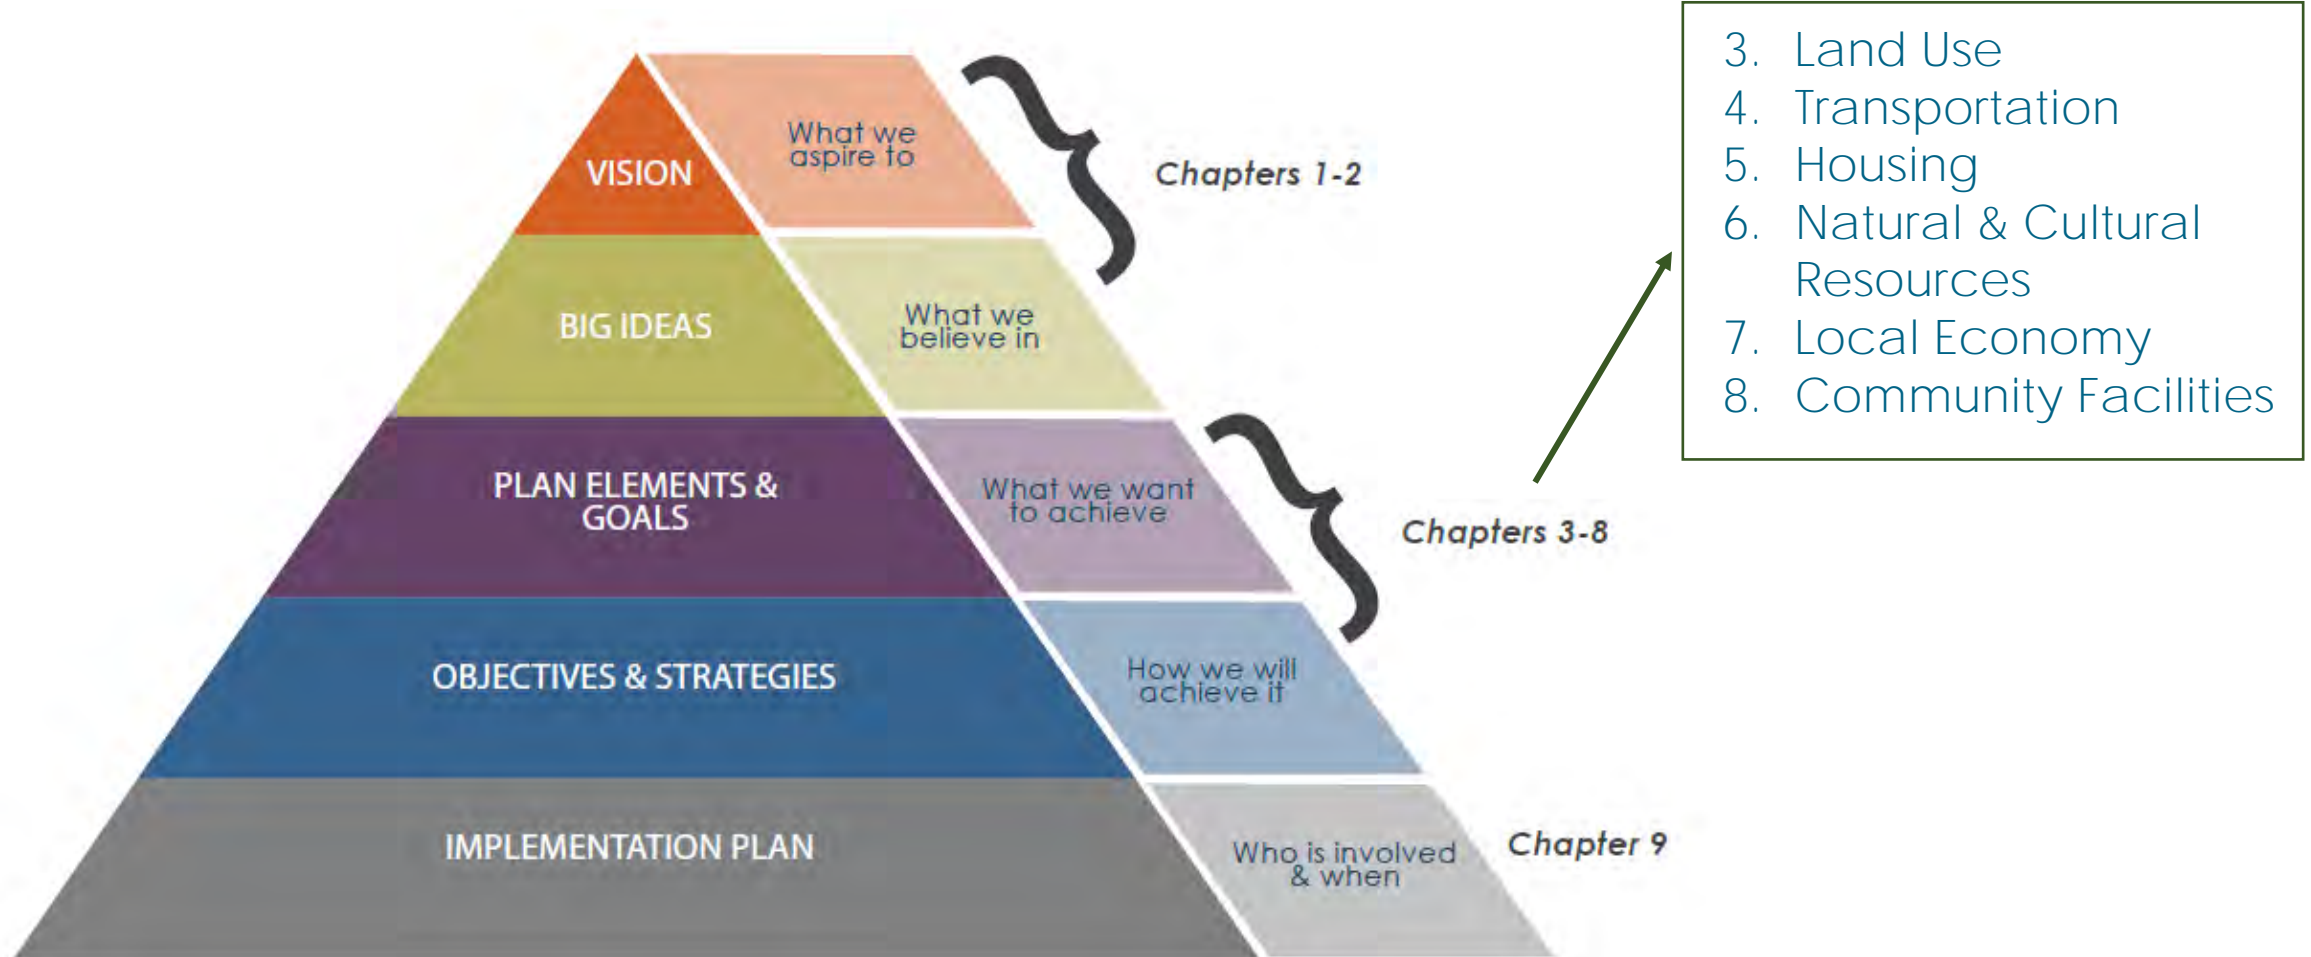 VISION
What we
aspire to
Chapters 1-2
BIG IDEAS
What we
believe in
PLAN ELEMENTS &
GOALS
What we want
to achieve
Chapters 3-8
OBJECTIVES & STRATEGIES
How we will
achieve it
IMPLEMENTATION PLAN
Who is involved
& when
Chapter 9
3. Land Use
4. Transportation
5. Housing
6. Natural & Cultural
Resources
7. Local Economy
8. Community Facilities